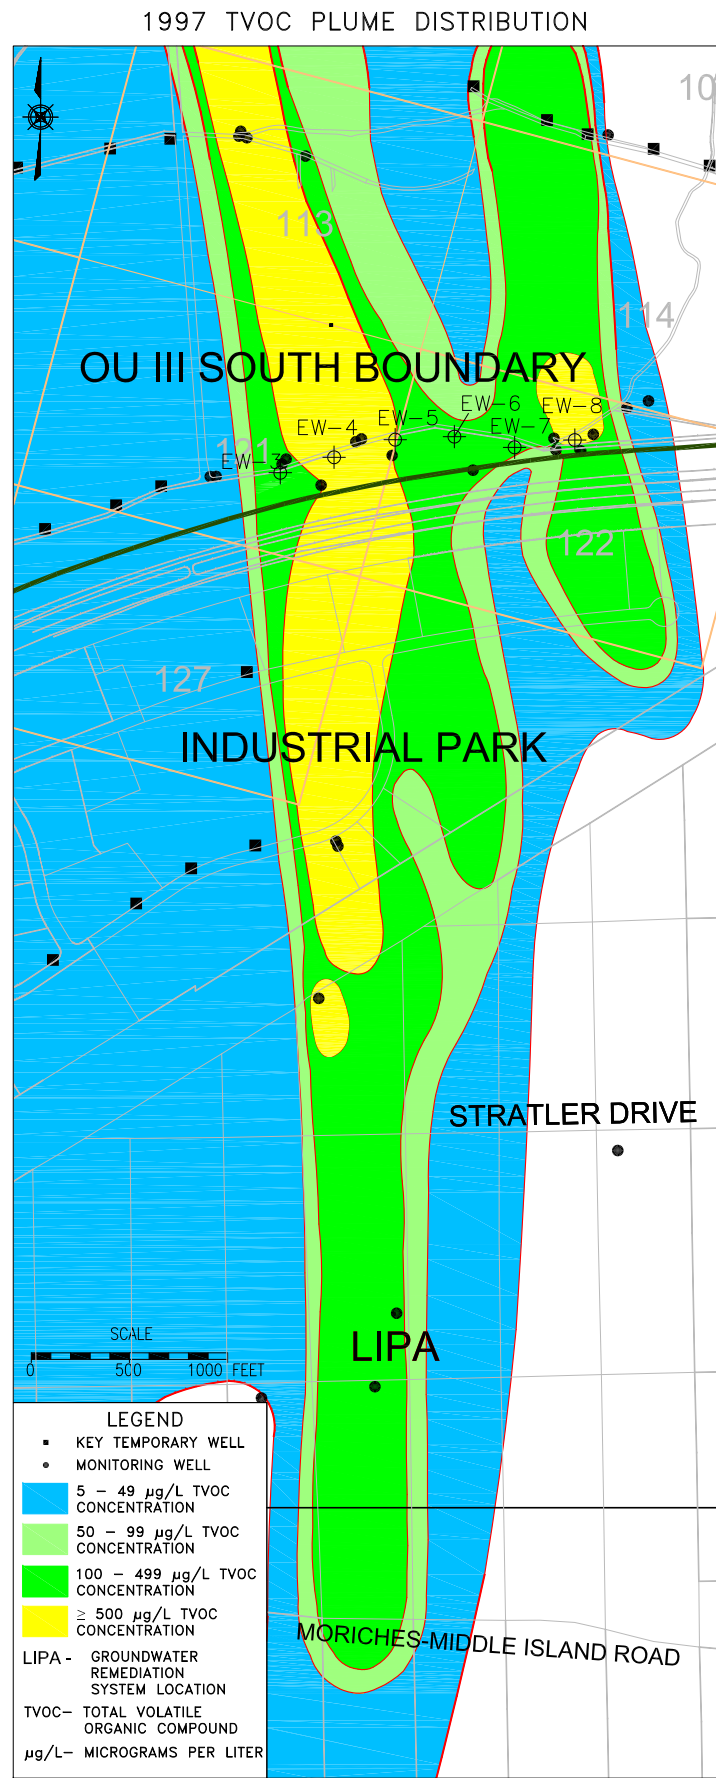 1997 TVOC PLUME DISTRIBUTION
10
113
114
OU III SOUTH BOUNDARY
EW-6
EW-8
EW-5
EW-4
EW-7
121
EW-3
122
127
INDUSTRIAL PARK
STRATLER DRIVE
SCALE
LIPA
0 500 1000 FEET
LEGEND
KEY TEMPORARY WELL
MONITORING WELL
5 – 49 µg/L TVOC
CONCENTRATION
50 – 99 µg/L TVOC
CONCENTRATION
100 – 499 µg/L TVOC
CONCENTRATION
≥ 500 µg/L TVOC
CONCENTRATION
MORICHES-MIDDLE ISLAND ROAD
LIPA - GROUNDWATER
REMEDIATION
SYSTEM LOCATION
TVOC– TOTAL VOLATILE
ORGANIC COMPOUND
µg/L– MICROGRAMS PER LITER